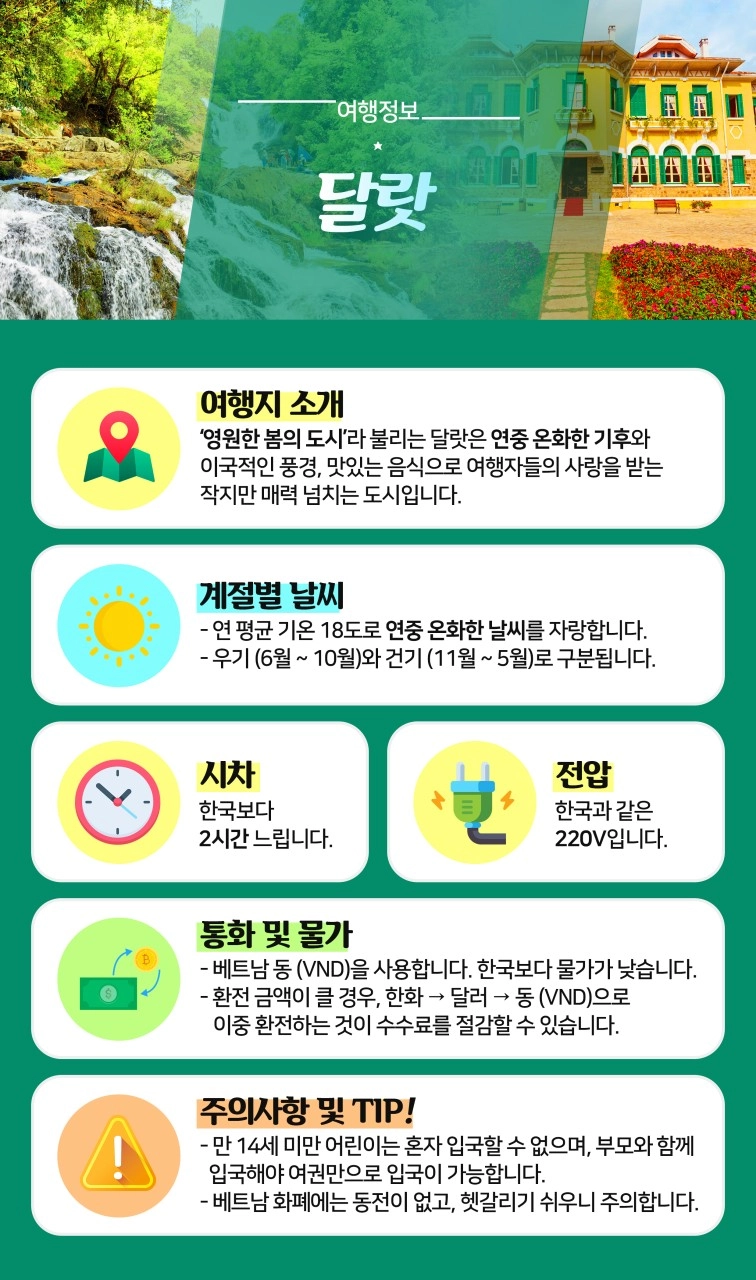 여행정보
달랏
여행지 소개
‘영원한 봄의 도시’라 불리는 달랏은 연중 온화한 기후와
이국적인 풍경, 맛있는 음식으로 여행자들의 사랑을 받는
작지만 매력 넘치는 도시입니다.
계절별 날씨
- 연 평균 기온 18도로 연중 온화한 날씨를 자랑합니다.
- 우기 (6월 ~ 10월)와 건기 (11월 ~ 5월)로 구분됩니다.
시차
한국보다
2시간 느립니다.
전압
한국과 같은
220V입니다.
통화 및 물가
- 베트남 동 (VND)을 사용합니다. 한국보다 물가가 낮습니다.
- 환전 금액이 클 경우, 한화 → 달러 → 동 (VND)으로
이중 환전하는 것이 수수료를 절감할 수 있습니다.
주의사항 및 TIP!
- 만 14세 미만 어린이는 혼자 입국할 수 없으며, 부모와 함께
입국해야 여권만으로 입국이 가능합니다.
- 베트남 화폐에는 동전이 없고, 헷갈리기 쉬우니 주의합니다.